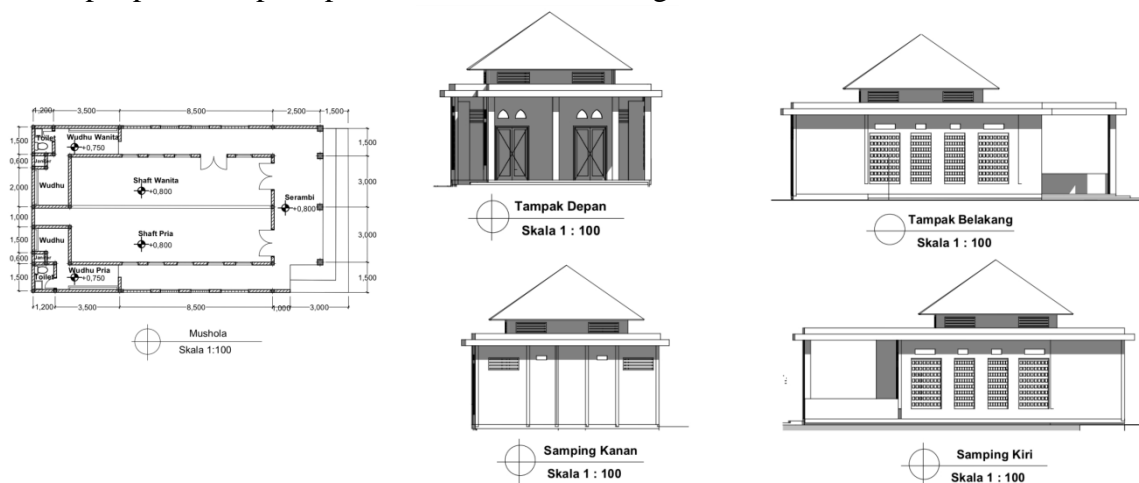 1,200 3,500 8,500 2,500 1,500
1,500
0,600
2,000
1,000
1,500
0,600
1,500
Toilet
Wudhu Wanita
+0,750
Wudhu
Shaft Wanita
+0,800
Serambi
+0,800
Shaft Pria
+0,800
Wudhu
Toilet
Wudhu Pria
+0,750
1,500
3,000
3,000
1,500
1,200 3,500 8,500 1,000 3,000
Mushola
Skala 1:100
Tampak Depan
Skala 1 : 100
Tampak Belakang
Skala 1 : 100
Samping Kanan
Skala 1 : 100
Samping Kiri
Skala 1 : 100